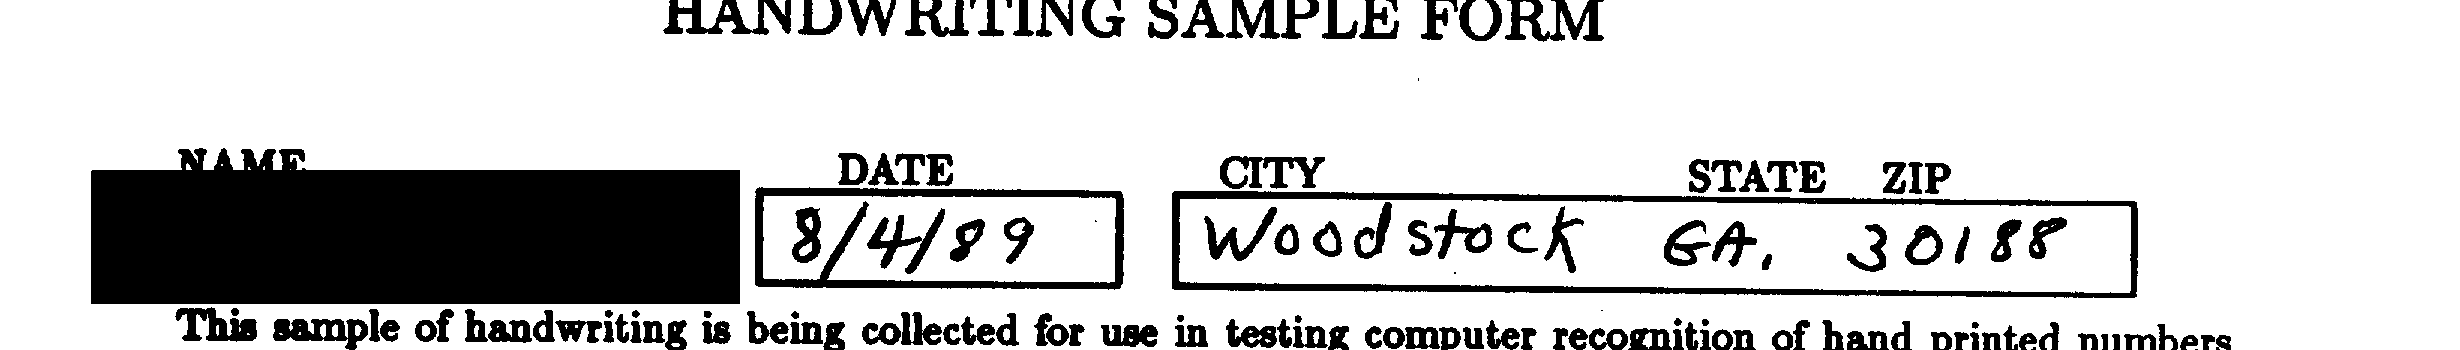 HANDWRITING SAMPLE FORM
NAME DATE CITY STATE ZIP
8/4/89 Woodstock GA. 30188
This sample of handwriting is being collected for use in testing computer recognition of hand printed numbers